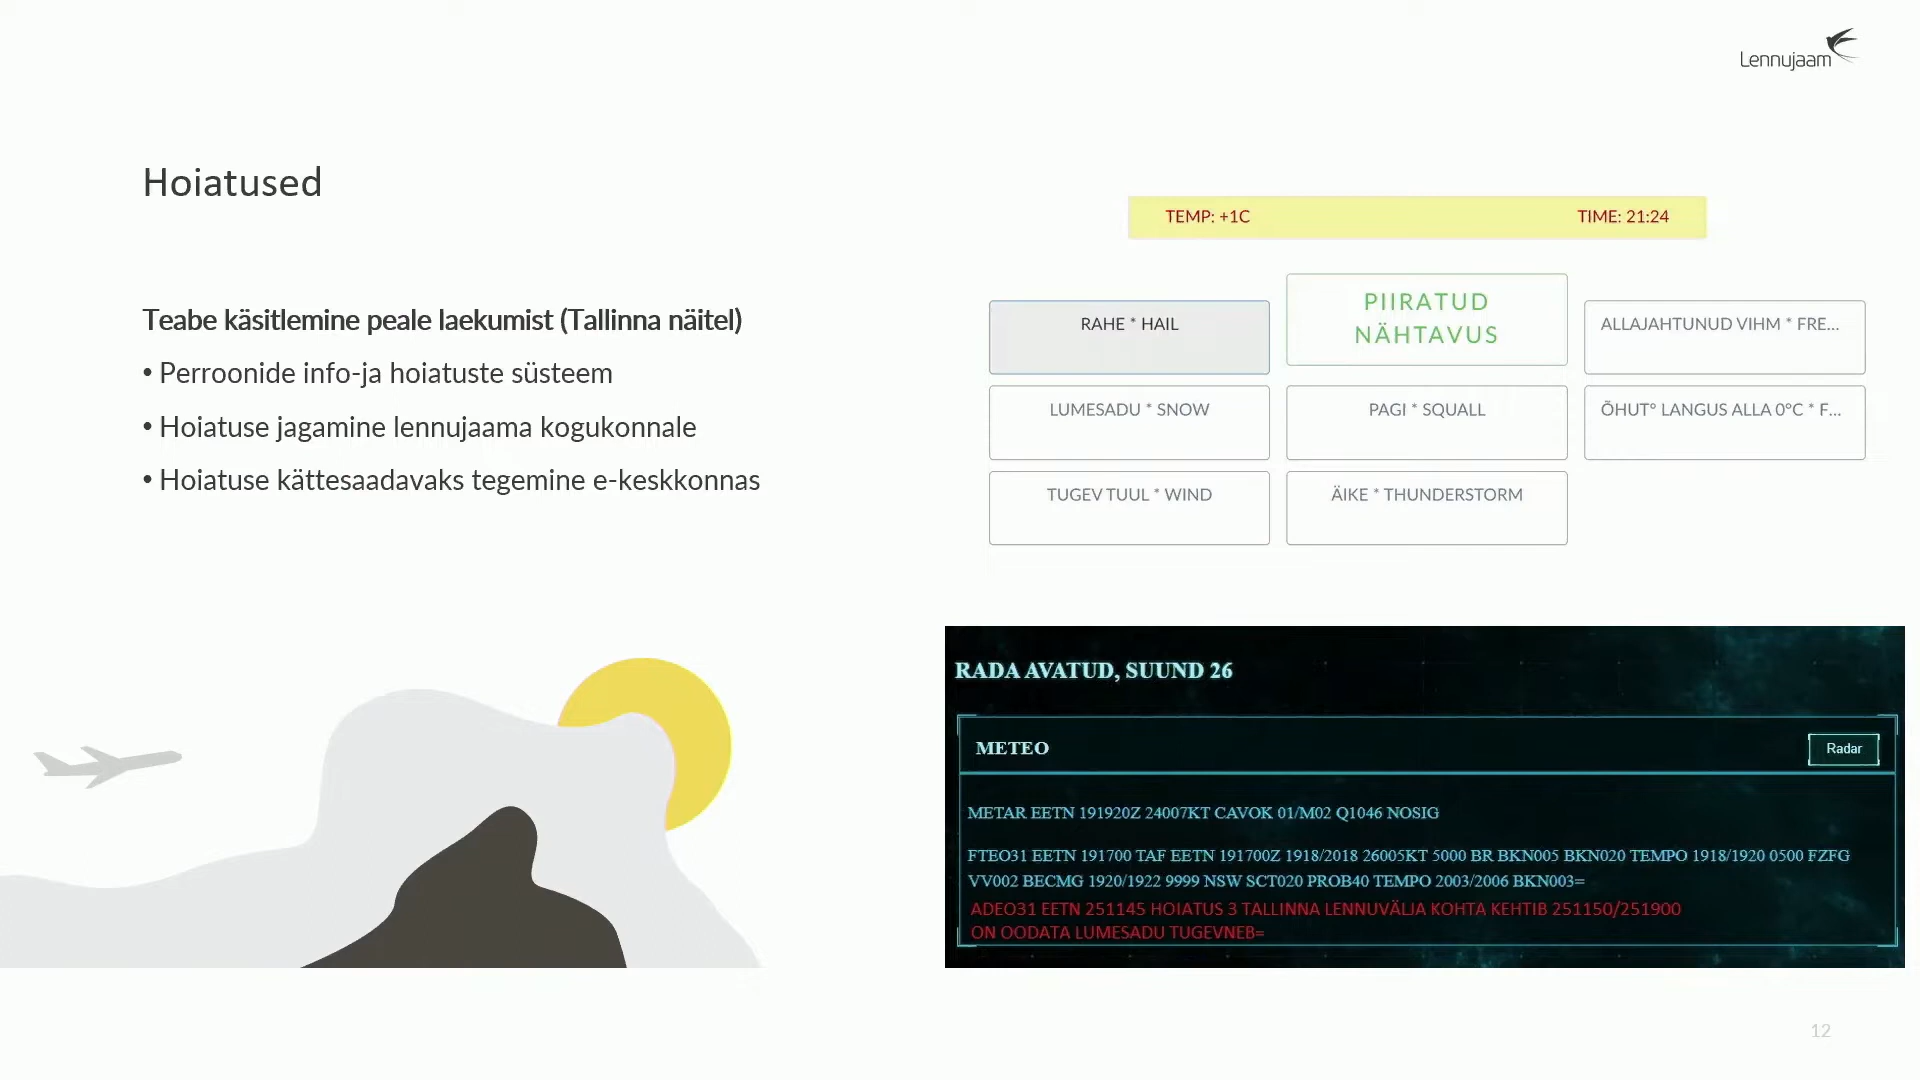 Lennujaam
Hoiatused
Teabe käsitlemine peale laekumist (Tallinna näitel)
• Perroonide info-ja hoiatuste süsteem
• Hoiatuse jagamine lennujaama kogukonnale
• Hoiatuse kättesaadavaks tegemine e-keskkonnas
TEMP: +1C TIME: 21:24
RAHE * HAIL
PIIRATUD
NÄHTAVUS
ALLAJAHTUNUD VIHM * FRE...
LUMESADU * SNOW
PAGI * SQUALL
ÕHUT° LANGUS ALLA 0°C * F...
TUGEV TUUL * WIND
ÄIKE * THUNDERSTORM
RADA AVATUD, SUUND 26
METEO
Radar
METAR EETN 191920Z 24007KT CAVOK 01/M02 Q1046 NOSIG
FTEO31 EETN 191700 TAF EETN 191700Z 1918/2018 26005KT 5000 BR BKN005 BKN020 TEMPO 1918/1920 0500 FZFG
VV002 BECMG 1920/1922 9999 NSW SCT020 PROB40 TEMPO 2003/2006 BKN003=
ADEO31 EETN 251145 HOIATUS 3 TALLINNA LENNUVÄLJA KOHTA KEHTIB 251150/251900
ON OODATA LUMESADU TUGEVNEB=
12